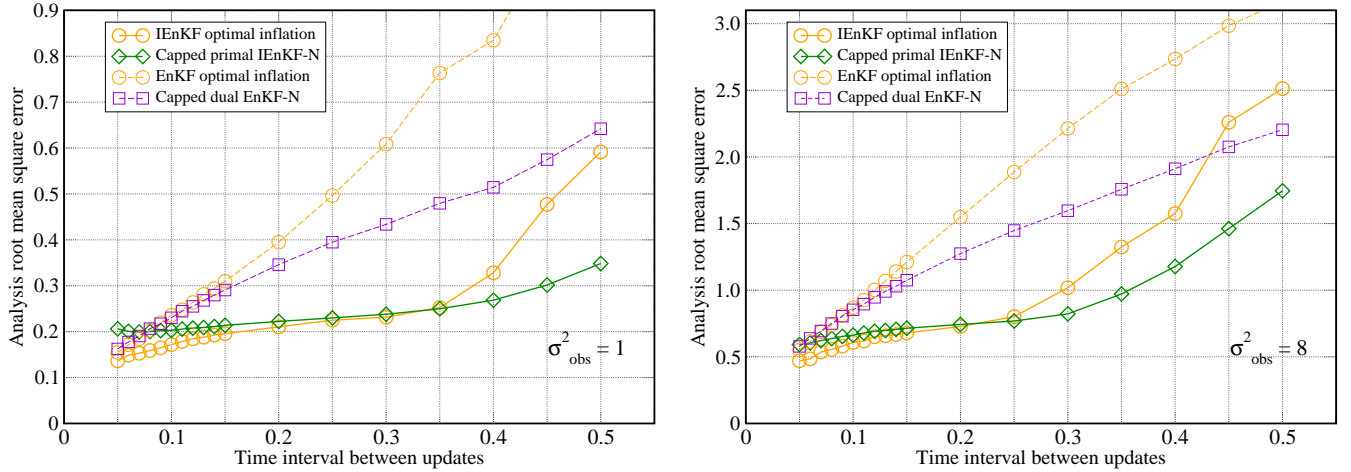 0.9
0.8
0.7
0.6
0.5
0.4
0.3
0.2
0.1
Analysis root mean square error
IEnKF optimal inflation
Capped primal IEnKF-N
EnKF optimal inflation
Capped dual EnKF-N
σ²obs = 1
0 0.1 0.2 0.3 0.4 0.5
Time interval between updates
3.0
2.5
2.0
1.5
1.0
0.5
0
Analysis root mean square error
IEnKF optimal inflation
Capped primal IEnKF-N
EnKF optimal inflation
Capped dual EnKF-N
σ²obs = 8
0 0.1 0.2 0.3 0.4 0.5
Time interval between updates